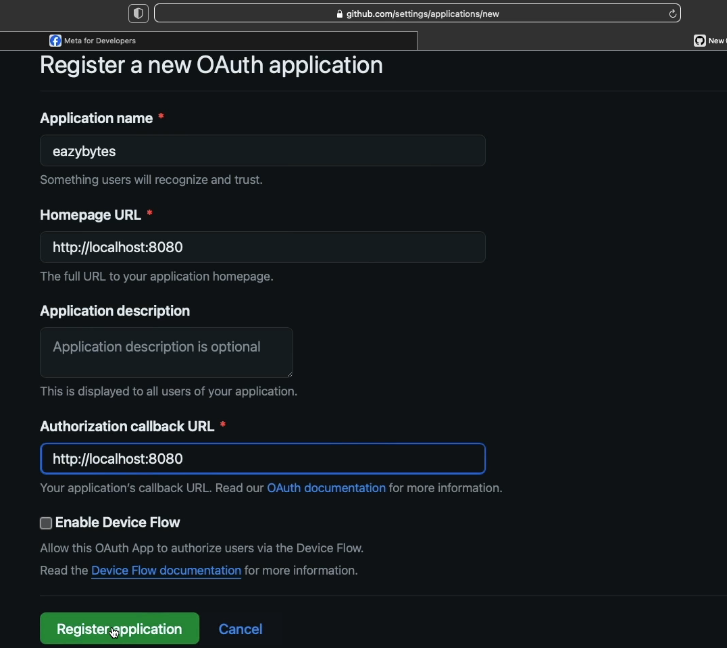 github.com/settings/applications/new
Meta for Developers
New
Register a new OAuth application
Application name *
eazybytes
Something users will recognize and trust.
Homepage URL *
http://localhost:8080
The full URL to your application homepage.
Application description
Application description is optional
This is displayed to all users of your application.
Authorization callback URL *
http://localhost:8080
Your application's callback URL. Read our OAuth documentation for more information.
Enable Device Flow
Allow this OAuth App to authorize users via the Device Flow.
Read the Device Flow documentation for more information.
Register application Cancel